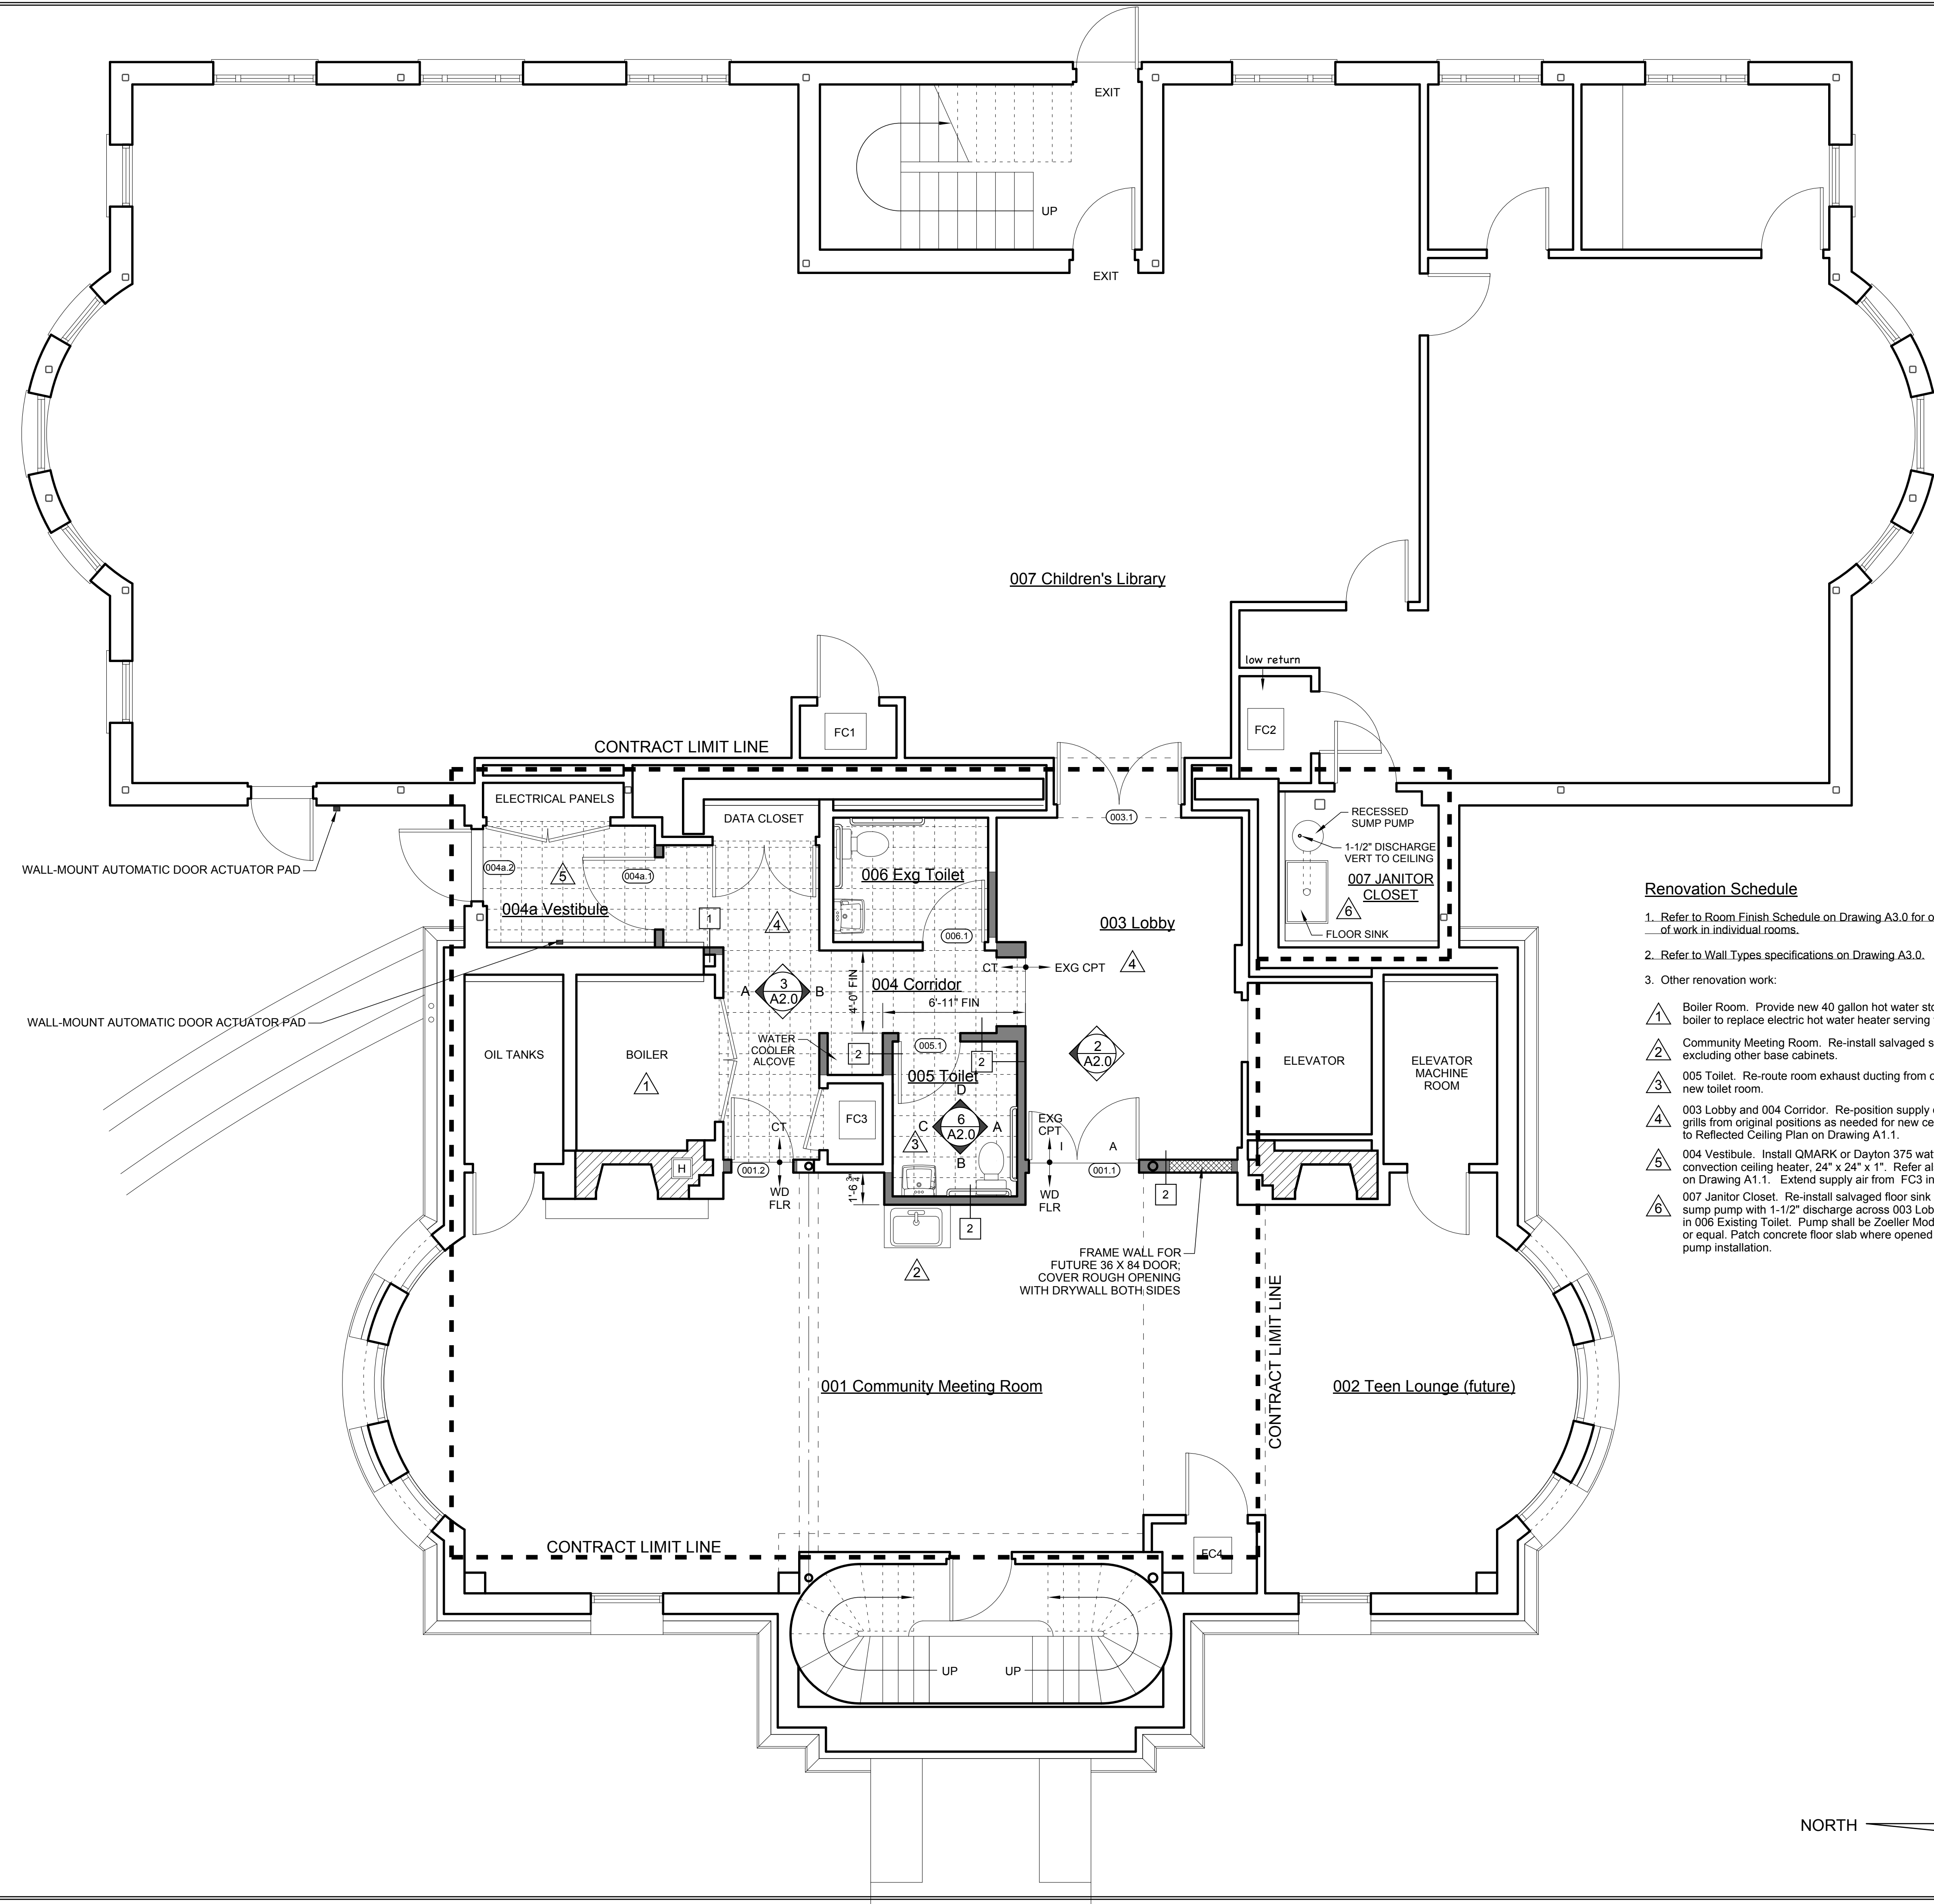 EXIT
UP
EXIT
007 Children's Library
low return
FC1
FC2
CONTRACT LIMIT LINE
ELECTRICAL PANELS
DATA CLOSET
003.1
RECESSED
SUMP PUMP
1-1/2" DISCHARGE
VERT TO CEILING
007 JANITOR
CLOSET
6
FLOOR SINK
WALL-MOUNT AUTOMATIC DOOR ACTUATOR PAD
004a.2
5
004a.1
004a Vestibule
1
4
006 Exg Toilet
006.1
003 Lobby
CT
EXG CPT
4
WALL-MOUNT AUTOMATIC DOOR ACTUATOR PAD
A
3
A2.0
B
4'-0" FIN
004 Corridor
6'-11" FIN
OIL TANKS
BOILER
1
WATER
COOLER
ALCOVE
2
005.1
2
2
A2.0
005 Toilet
D
C
6
A2.0
A
B
3
FC3
ELEVATOR
ELEVATOR
MACHINE
ROOM
EXG
CPT
I
A
CT
H
001.2
WD
FLR
1'-6 3/4"
001.1
WD
FLR
2
2
2
FRAME WALL FOR
FUTURE 36 X 84 DOOR;
COVER ROUGH OPENING
WITH DRYWALL BOTH SIDES
CONTRACT LIMIT LINE
001 Community Meeting Room
002 Teen Lounge (future)
CONTRACT LIMIT LINE
FC4
UP
UP
Renovation Schedule
1. Refer to Room Finish Schedule on Drawing A3.0 for
of work in individual rooms.
2. Refer to Wall Types specifications on Drawing A3.0.
3. Other renovation work:
1
Boiler Room. Provide new 40 gallon hot water
boiler to replace electric hot water heater serving
2
Community Meeting Room. Re-install salvaged
excluding other base cabinets.
3
005 Toilet. Re-route room exhaust ducting from
new toilet room.
4
003 Lobby and 004 Corridor. Re-position supply
grills from original positions as needed for new
to Reflected Ceiling Plan on Drawing A1.1.
5
004 Vestibule. Install QMARK or Dayton 375
convection ceiling heater, 24" x 24" x 1". Refer
on Drawing A1.1. Extend supply air from FC3
6
007 Janitor Closet. Re-install salvaged floor sink
sump pump with 1-1/2" discharge across 003
in 006 Existing Toilet. Pump shall be Zoeller
or equal. Patch concrete floor slab where opened
pump installation.
NORTH